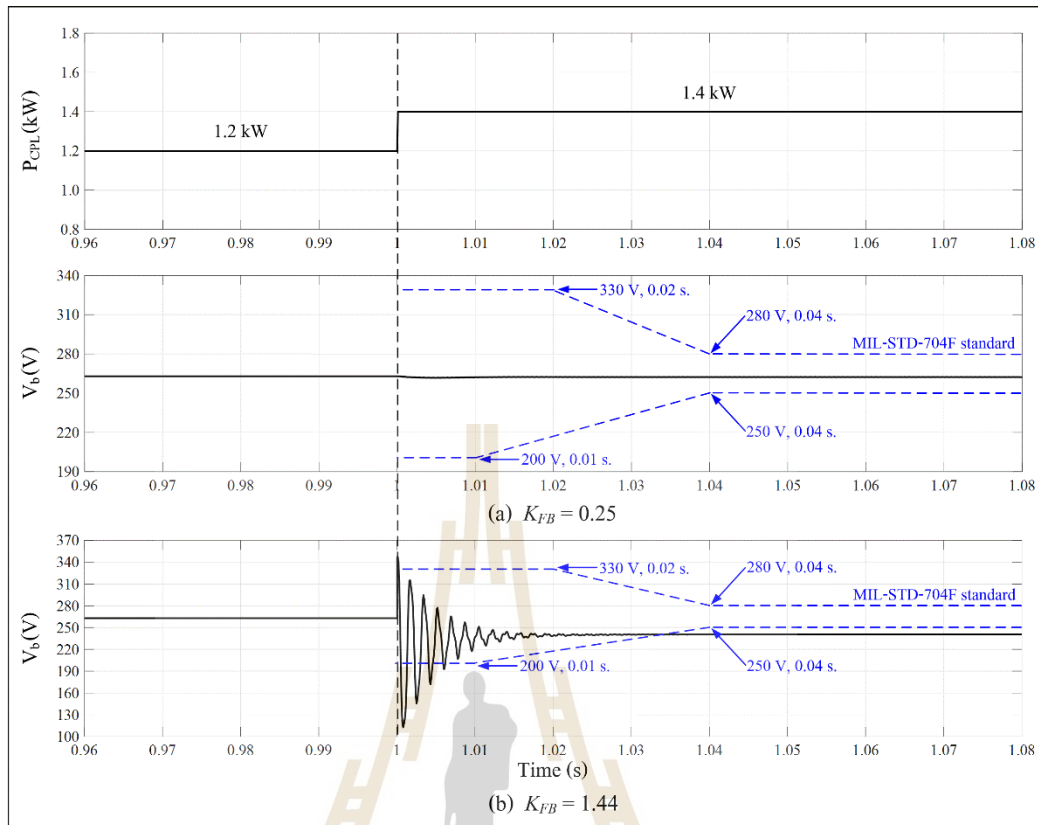 1.8
1.6
1.4
1.2
1.0
0.8
P_CPL(kW)
1.2 kW
1.4 kW
0.96 0.97 0.98 0.99 1 1.01 1.02 1.04 1.04 1.05 1.06 1.07 1.08
340
310
280
250
220
190
V_b(V)
330 V, 0.02 s.
280 V, 0.04 s.
MIL-STD-704F standard
250 V, 0.04 s.
200 V, 0.01 s.
0.96 0.97 0.98 0.99 1 1.01 1.02 1.04 1.04 1.05 1.06 1.07 1.08
(a) K_FB = 0.25
370
340
310
280
250
220
190
160
130
100
V_b(V)
330 V, 0.02 s.
280 V, 0.04 s.
MIL-STD-704F standard
200 V, 0.01 s.
250 V, 0.04 s.
0.96 0.97 0.98 0.99 1 1.01 1.02 1.04 1.04 1.05 1.06 1.07 1.08
Time (s)
(b) K_FB = 1.44